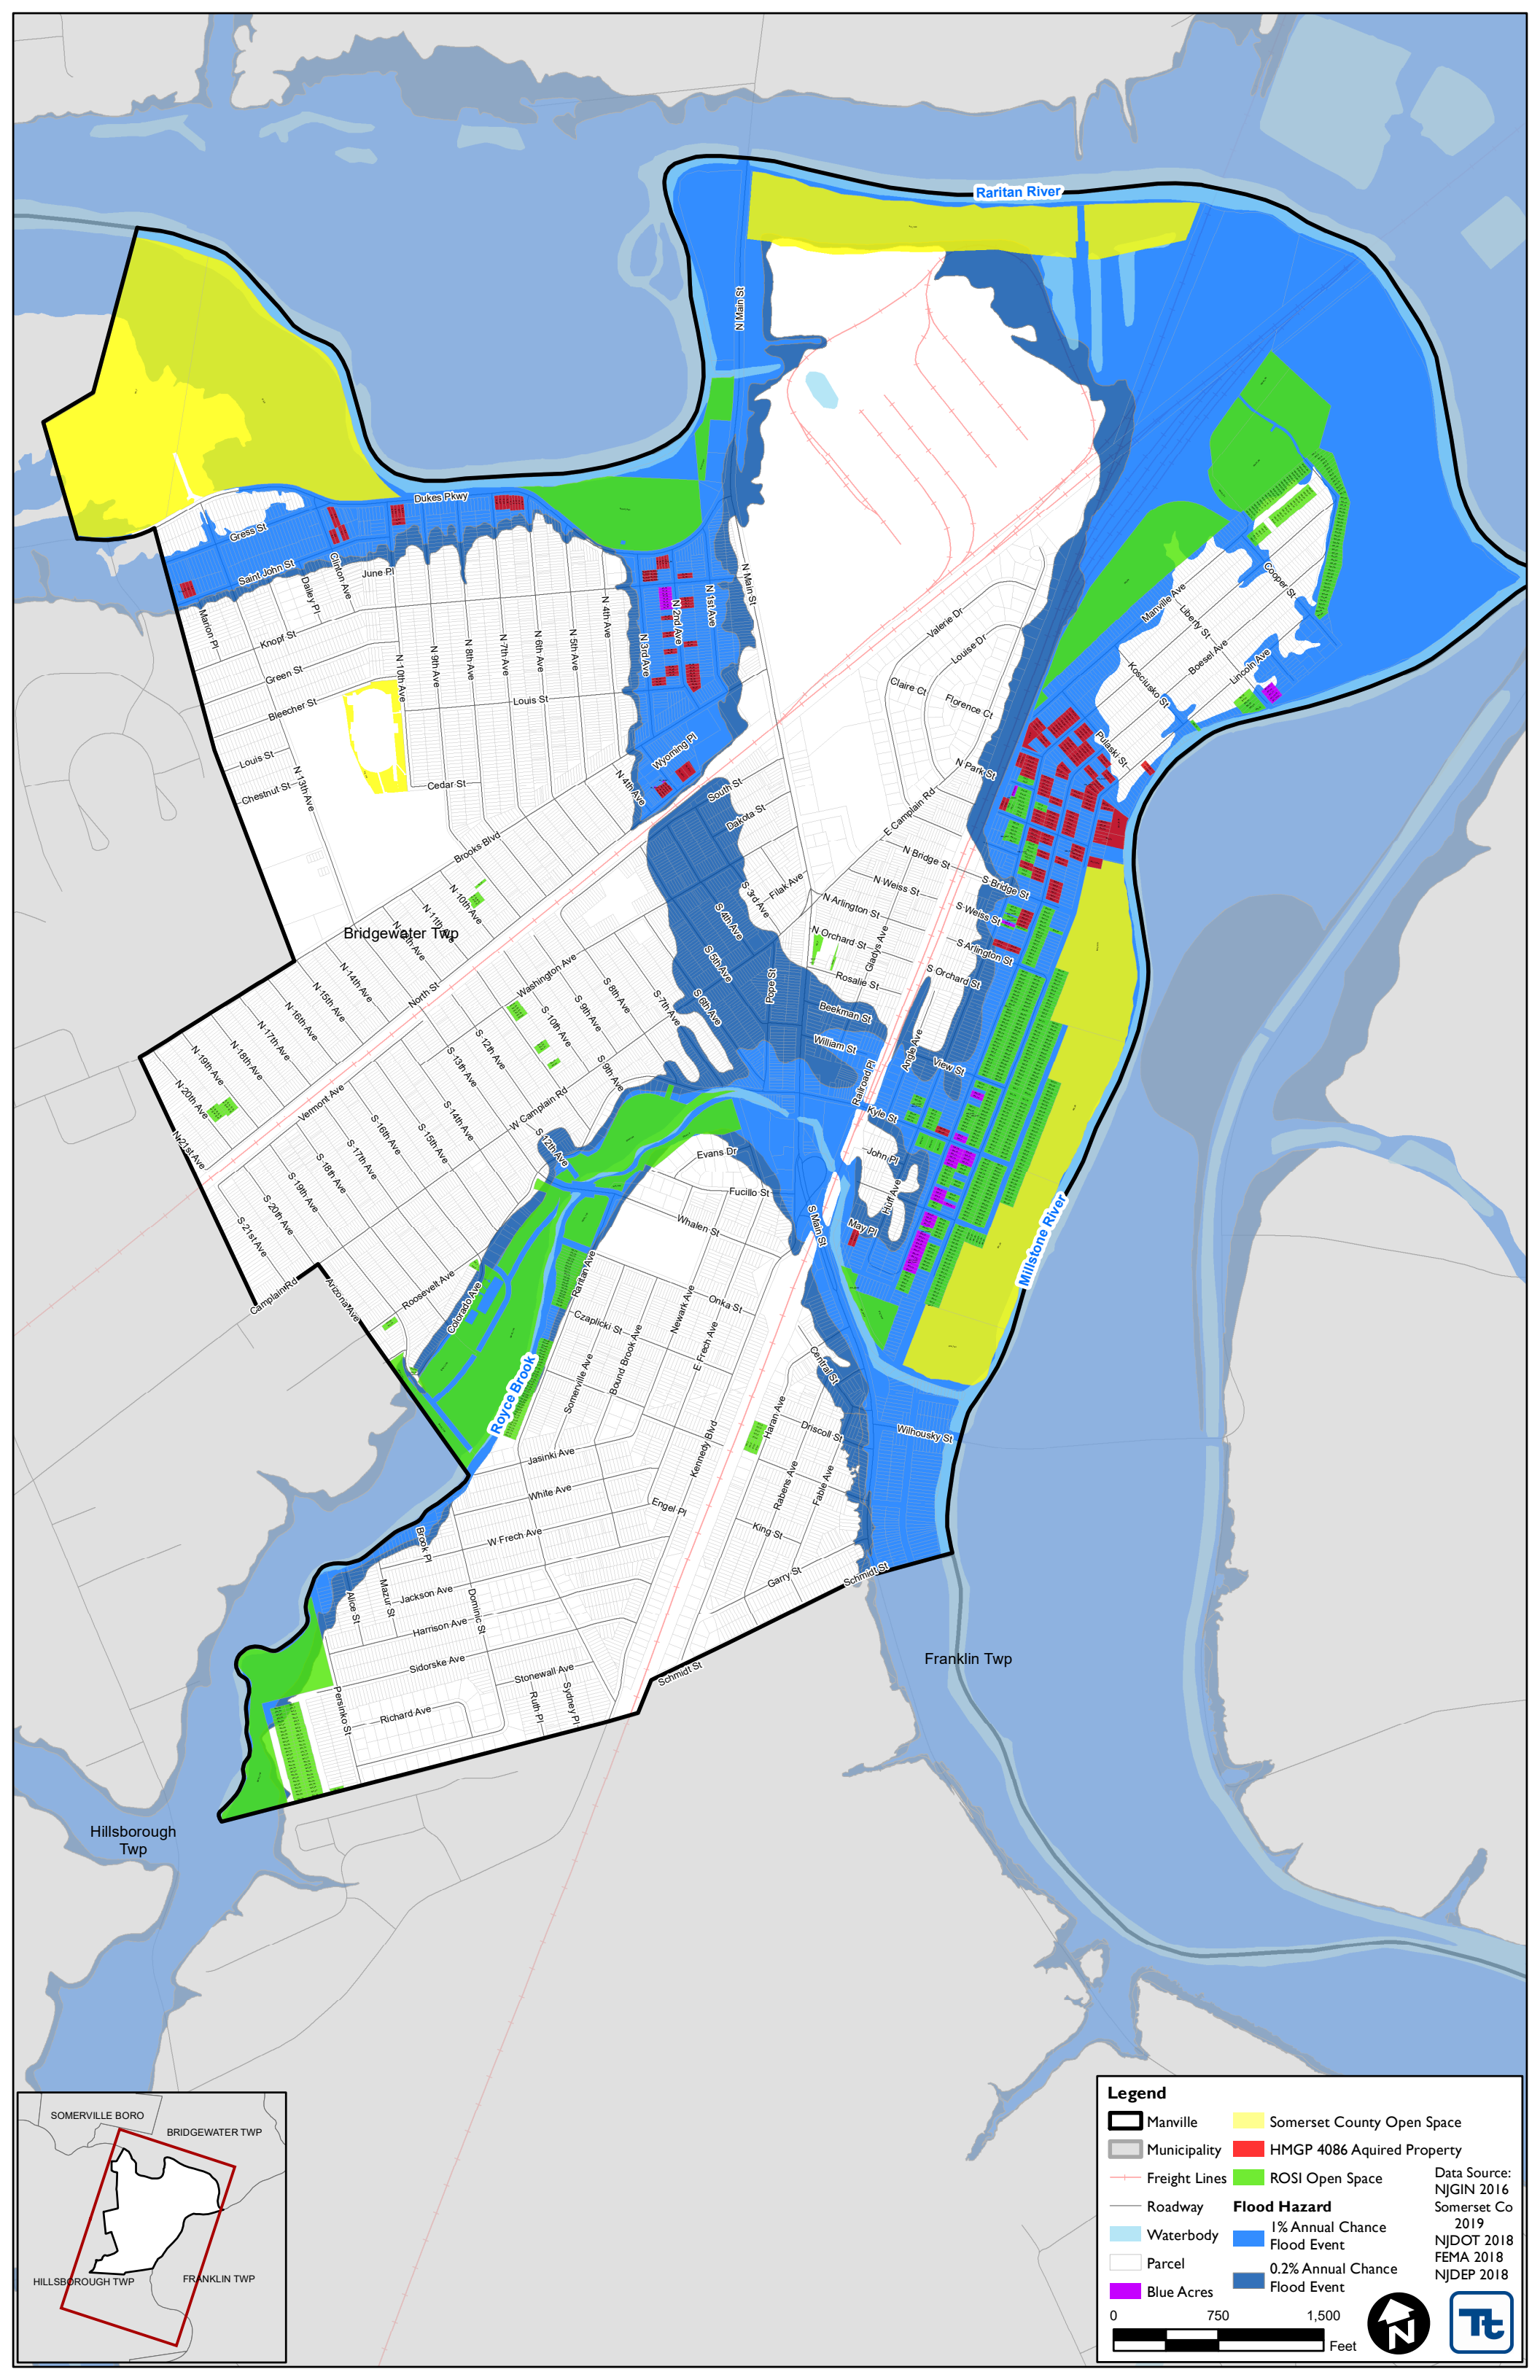 Raritan River
N Main St
Dukes Pkwy
Gress St
Saint John St
Clinton Ave
Dailey Pl
June Pl
Marion Pl
Knopf St
Green St
Bleecher St
Louis St
Chestnut St
N 13th Ave
N 10th Ave
N 9th Ave
N 8th Ave
N 7th Ave
N 6th Ave
N 5th Ave
N 4th Ave
N 3rd Ave
N 2nd Ave
N 1st Ave
N Main St
Louis St
Cedar St
Wyoming Pl
N 4th Ave
South St
Dakota St
Brooks Blvd
Valerie Dr
Louise Dr
Claire Ct
Florence Ct
N Park St
E Camplain Rd
Manville Ave
Cooper St
Liberty St
Boesel Ave
Lincoln Ave
Kosciusko St
Pulaski St
N Bridge St
S Bridge St
N Weiss St
S Weiss St
N Arlington St
S Arlington St
N Orchard St
S Orchard St
Gladys Ave
Rosalie St
Filak Ave
S 3rd Ave
S 4th Ave
S 5th Ave
S 6th Ave
S 7th Ave
S 8th Ave
S 9th Ave
S 10th Ave
Pope St
Beekman St
William St
Railroad Pl
Angle Ave
View St
Kyle St
John Pl
Huff Ave
May Pl
S Main St
N 10th Ave
N 11th Ave
Bridgewater Twp
N 14th Ave
N 15th Ave
N 16th Ave
N 17th Ave
N 18th Ave
N 19th Ave
N 20th Ave
N 21st Ave
North St
Washington Ave
Vermont Ave
S 12th Ave
S 13th Ave
S 14th Ave
S 15th Ave
S 16th Ave
S 17th Ave
S 18th Ave
S 19th Ave
S 20th Ave
S 21st Ave
S 9th Ave
W Camplain Rd
S 12th Ave
Camplain Rd
Arizona Ave
Roosevelt Ave
Colorado Ave
Royce Brook
Raritan Ave
Evans Dr
Fucillo St
Whalen St
Onka St
Czaplicki St
Newark Ave
E Frech Ave
Bound Brook Ave
Somerville Ave
Kennedy Blvd
Central St
Haran Ave
Driscoll St
Rabens Ave
Fable Ave
Wilhousky St
Millstone River
Jasinki Ave
White Ave
W Frech Ave
Engel Pl
King St
Garry St
Schmidt St
Brook Pl
Mazur St
Alice St
Jackson Ave
Dominic St
Harrison Ave
Sidorske Ave
Stonewall Ave
Persinko St
Richard Ave
Ruth Pl
Sydney Pl
Schmidt St
Franklin Twp
Hillsborough
Twp
SOMERVILLE BORO
BRIDGEWATER TWP
HILLSBOROUGH TWP
FRANKLIN TWP
Legend
Manville
Municipality
Freight Lines
Roadway
Waterbody
Parcel
Blue Acres
Somerset County Open Space
HMGP 4086 Aquired Property
ROSI Open Space
Flood Hazard
1% Annual Chance
Flood Event
0.2% Annual Chance
Flood Event
Data Source:
NJGIN 2016
Somerset Co
2019
NJDOT 2018
FEMA 2018
NJDEP 2018
0 750 1,500
Feet
N
Tt